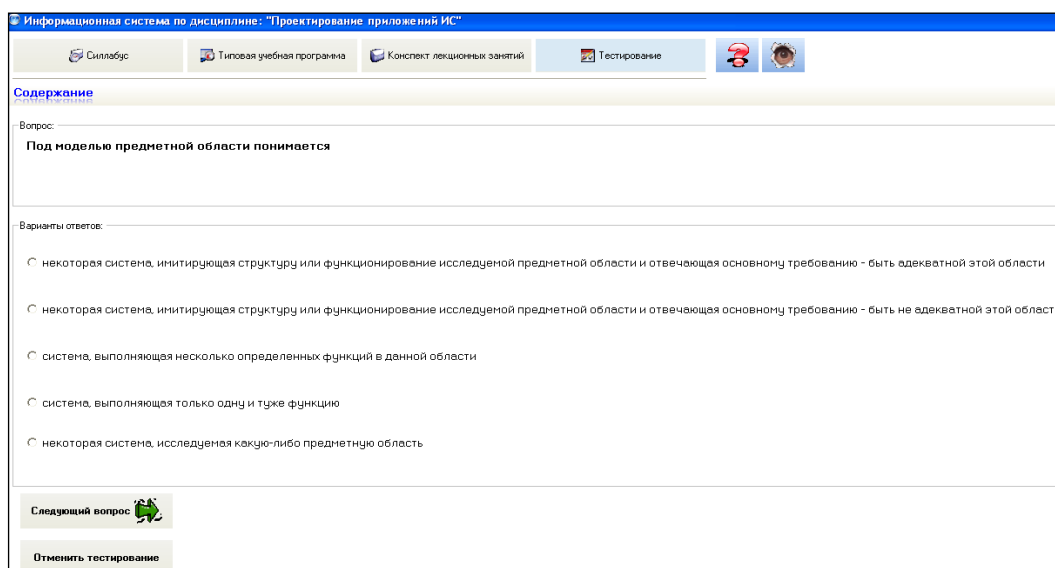 Информационная система по дисциплине: "Проектирование приложений ИС"
Силлабус Типовая учебная программа Конспект лекционных занятий Тестирование
Содержание
Вопрос:
Под моделью предметной области понимается
Варианты ответов:
некоторая система, имитирующая структуру или функционирование исследуемой предметной области и отвечающая основному требованию - быть адекватной этой области
некоторая система, имитирующая структуру или функционирование исследуемой предметной области и отвечающая основному требованию - быть не адекватной этой област
система, выполняющая несколько определенных функций в данной области
система, выполняющая только одну и туже функцию
некоторая система, исследуемая какую-либо предметную область
Следующий вопрос
Отменить тестирование